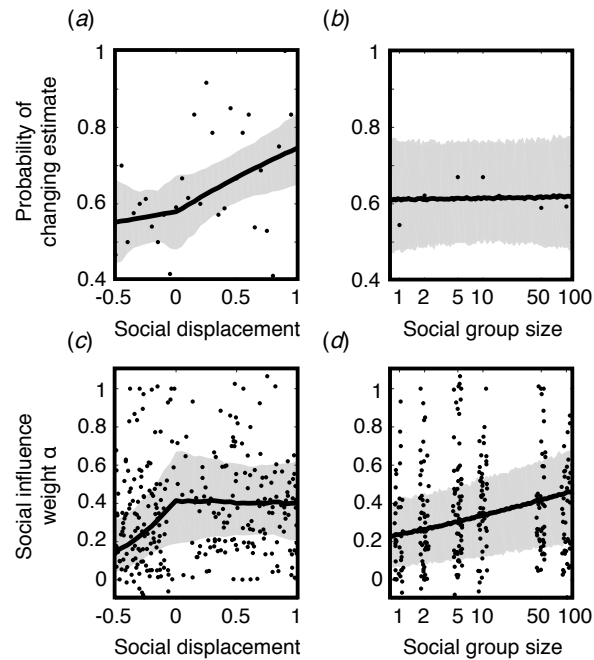 (a)
(b)
Probability of
changing estimate
1
0.8
0.6
0.4
-0.5 0 0.5 1
Social displacement
1
0.8
0.6
0.4
1 2 5 10 50 100
Social group size
(c)
(d)
Social influence
weight α
1
0.8
0.6
0.4
0.2
0
-0.5 0 0.5 1
Social displacement
1
0.8
0.6
0.4
0.2
0
1 2 5 10 50 100
Social group size